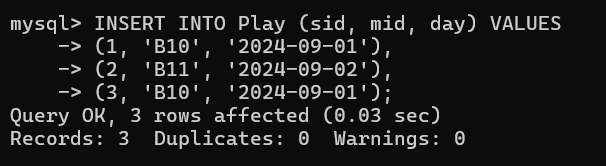 mysql> INSERT INTO Play (sid, mid, day) VALUES
    -> (1, 'B10', '2024-09-01'),
    -> (2, 'B11', '2024-09-02'),
    -> (3, 'B10', '2024-09-01');
Query OK, 3 rows affected (0.03 sec)
Records: 3  Duplicates: 0  Warnings: 0